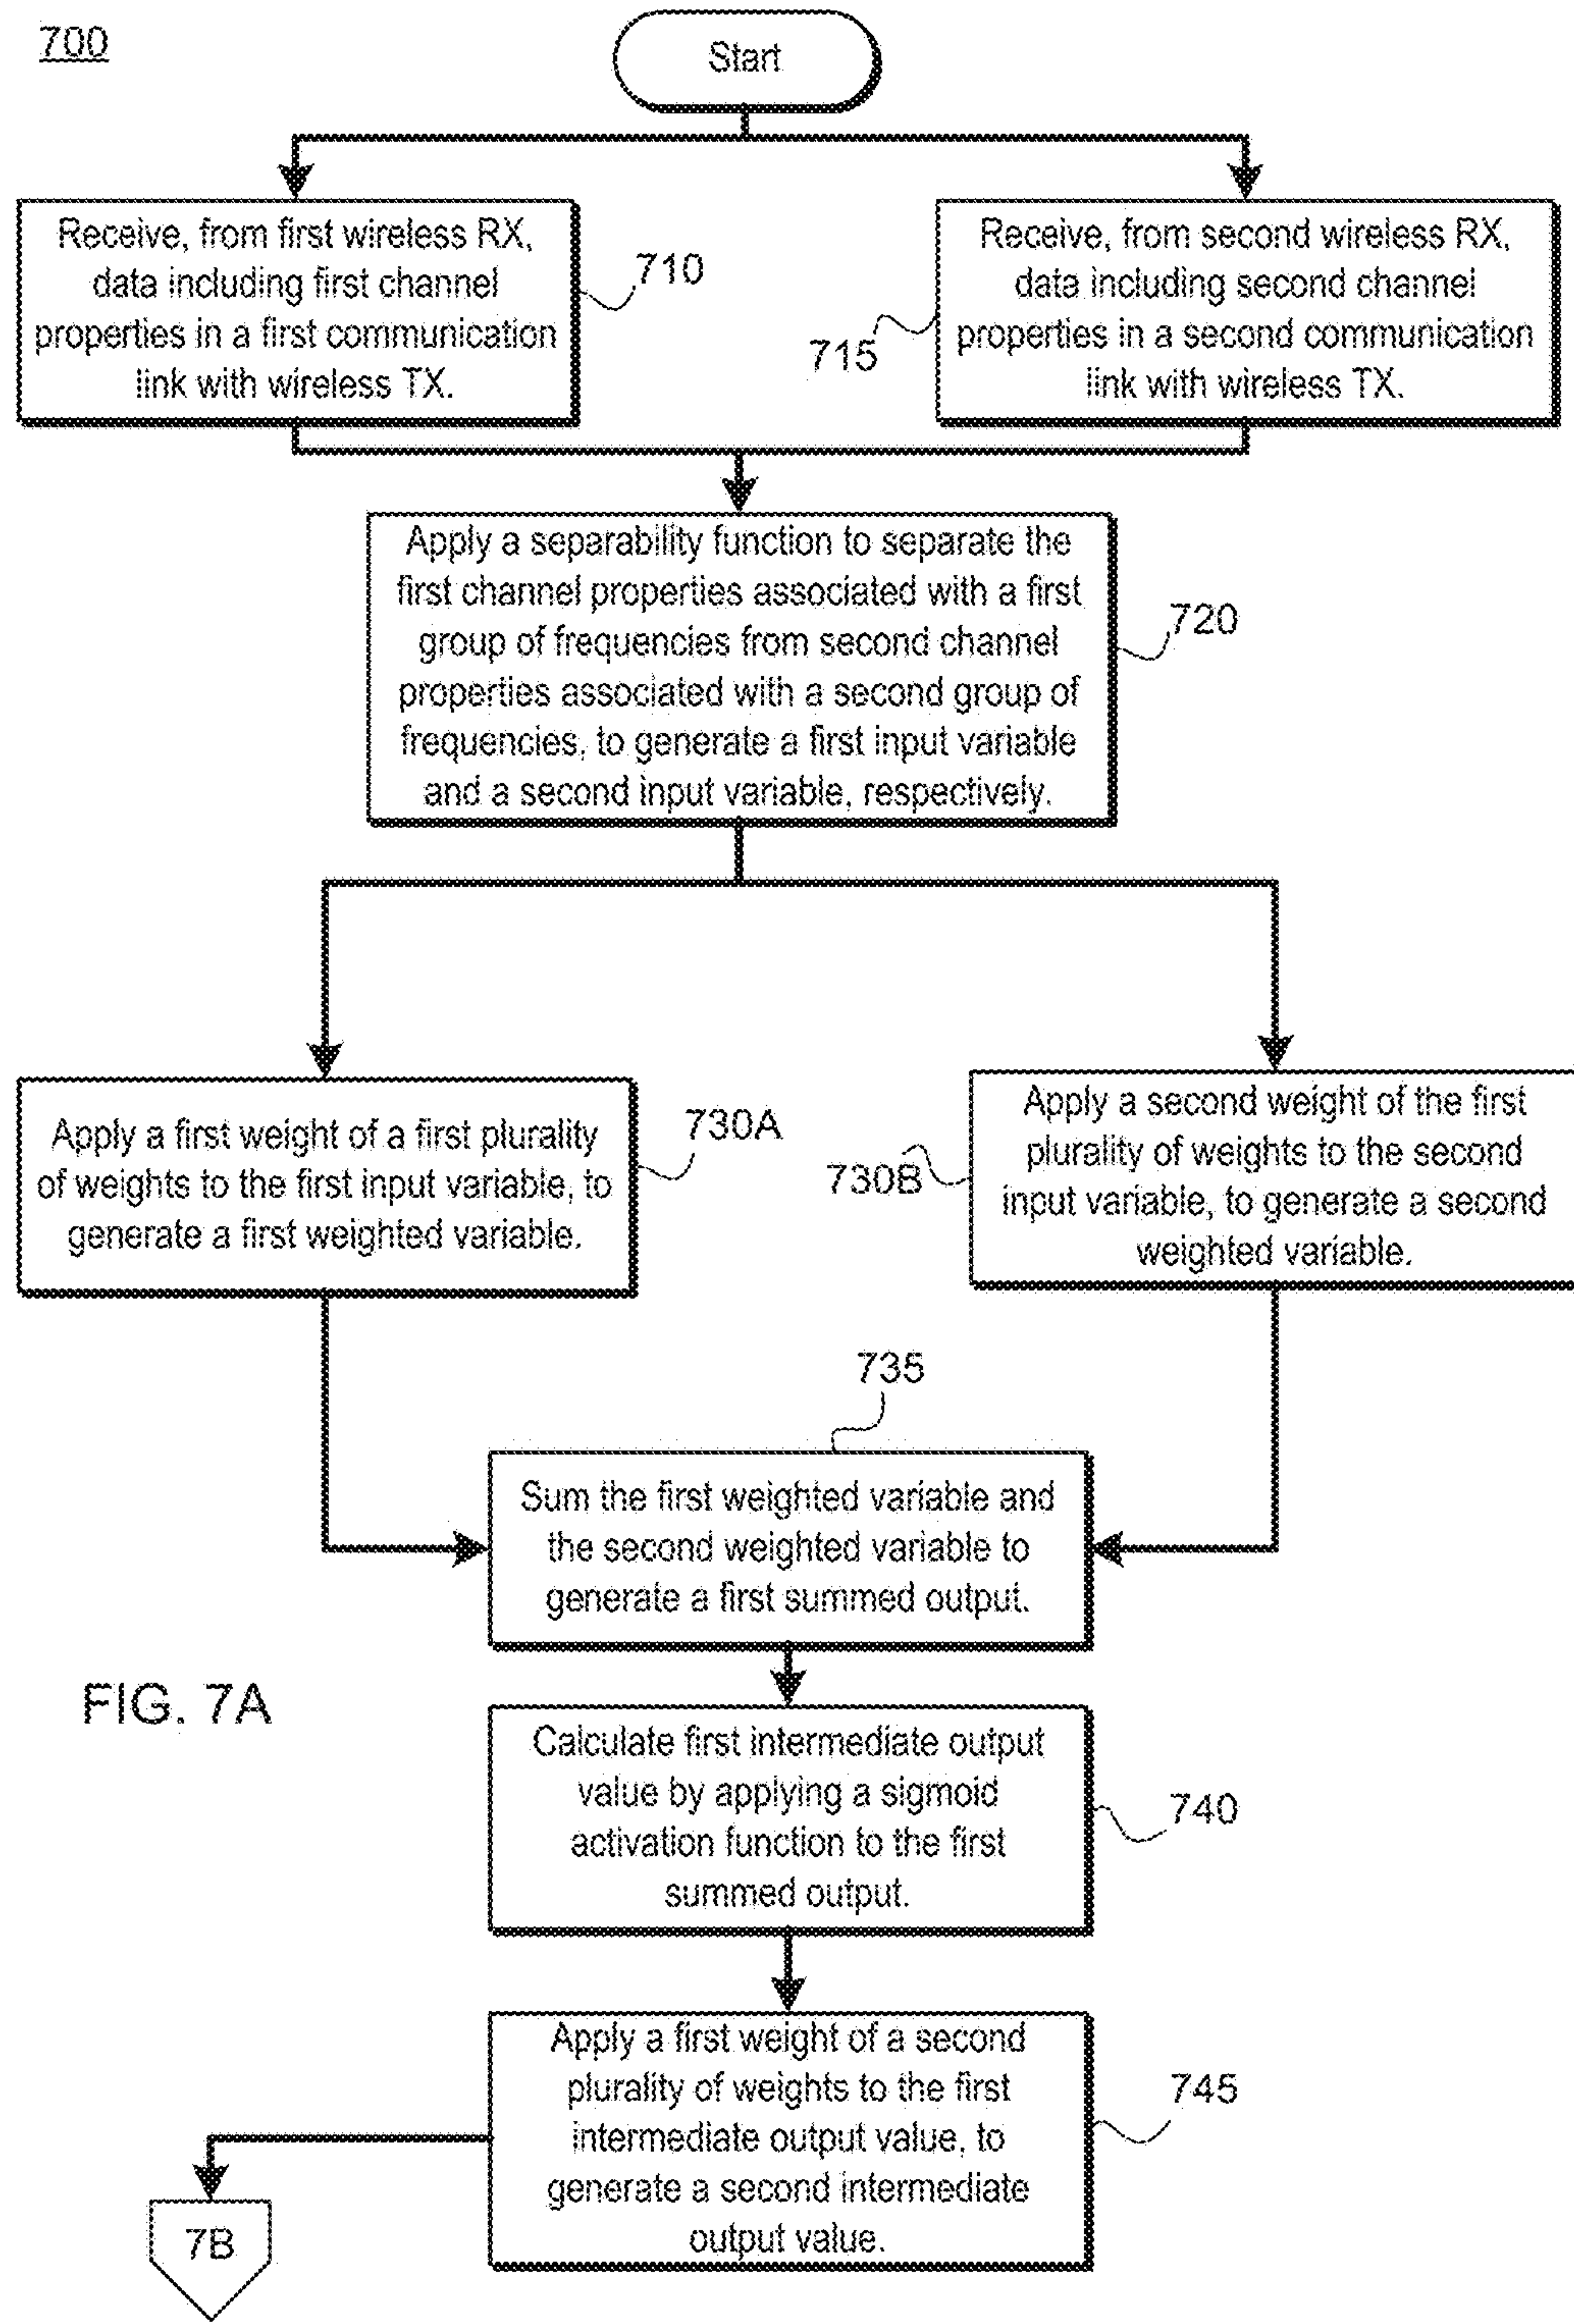 700
Start
Receive, from first wireless RX,
data including first channel
properties in a first communication
link with wireless TX.
710
Receive, from second wireless RX,
data including second channel
properties in a second communication
link with wireless TX.
715
Apply a separability function to separate the
first channel properties associated with a first
group of frequencies from second channel
properties associated with a second group of
frequencies, to generate a first input variable
and a second input variable, respectively.
720
Apply a first weight of a first plurality
of weights to the first input variable, to
generate a first weighted variable.
730A
Apply a second weight of the first
plurality of weights to the second
input variable, to generate a second
weighted variable.
730B
735
Sum the first weighted variable and
the second weighted variable to
generate a first summed output.
FIG. 7A
Calculate first intermediate output
value by applying a sigmoid
activation function to the first
summed output.
740
Apply a first weight of a second
plurality of weights to the first
intermediate output value, to
generate a second intermediate
output value.
745
7B